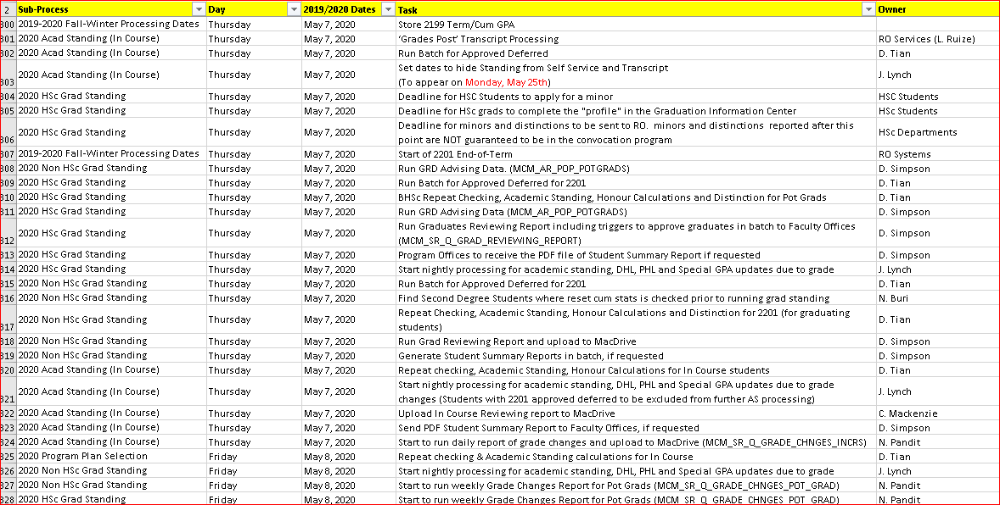 2 Sub-Process Day 2019/2020 Dates Task Owner
300 2019-2020 Fall-Winter Processing Dates Thursday May 7, 2020 Store 2199 Term/Cum GPA
301 2020 Acad Standing (In Course) Thursday May 7, 2020 ‘Grades Post’ Transcript Processing RO Services (L. Ruize)
302 2020 Acad Standing (In Course) Thursday May 7, 2020 Run Batch for Approved Deferred D. Tian
303 2020 Acad Standing (In Course) Thursday May 7, 2020 Set dates to hide Standing from Self Service and Transcript J. Lynch
(To appear on Monday, May 25th)
304 2020 HSc Grad Standing Thursday May 7, 2020 Deadline for HSC Students to apply for a minor HSC Students
305 2020 HSc Grad Standing Thursday May 7, 2020 Deadline for HSc grads to complete the "profile" in the Graduation Information Center HSc Students
306 2020 HSc Grad Standing Thursday May 7, 2020 Deadline for minors and distinctions to be sent to RO. minors and distinctions reported after this HSc Departments
point are NOT guaranteed to be in the convocation program
307 2019-2020 Fall-Winter Processing Dates Thursday May 7, 2020 Start of 2201 End-of-Term RO Systems
308 2020 Non HSc Grad Standing Thursday May 7, 2020 Run GRD Advising Data. (MCM_AR_POP_POTGRADS) D. Simpson
309 2020 HSc Grad Standing Thursday May 7, 2020 Run Batch for Approved Deferred for 2201 D. Tian
310 2020 HSc Grad Standing Thursday May 7, 2020 BHSc Repeat Checking, Academic Standing, Honour Calculations and Distinction for Pot Grads D. Tian
311 2020 HSc Grad Standing Thursday May 7, 2020 Run GRD Advising Data (MCM_AR_POP_POTGRADS) D. Simpson
312 2020 HSc Grad Standing Thursday May 7, 2020 Run Graduates Reviewing Report including triggers to approve graduates in batch to Faculty Offices D. Simpson
(MCM_SR_Q_GRAD_REVIEWING_REPORT)
313 2020 HSc Grad Standing Thursday May 7, 2020 Program Offices to receive the PDF file of Student Summary Report if requested D. Simpson
314 2020 HSc Grad Standing Thursday May 7, 2020 Start nightly processing for academic standing, DHL, PHL and Special GPA updates due to grade J. Lynch
315 2020 Non HSc Grad Standing Thursday May 7, 2020 Run Batch for Approved Deferred for 2201 D. Tian
316 2020 Non HSc Grad Standing Thursday May 7, 2020 Find Second Degree Students where reset cum stats is checked prior to running grad standing N. Buri
317 2020 Non HSc Grad Standing Thursday May 7, 2020 Repeat Checking, Academic Standing, Honour Calculations and Distinction for 2201 (for graduating D. Tian
students)
318 2020 Non HSc Grad Standing Thursday May 7, 2020 Run Grad Reviewing Report and upload to MacDrive D. Simpson
319 2020 Non HSc Grad Standing Thursday May 7, 2020 Generate Student Summary Reports in batch, if requested D. Simpson
320 2020 Acad Standing (In Course) Thursday May 7, 2020 Repeat checking, Academic Standing, Honour Calculations for In Course students D. Tian
321 2020 Acad Standing (In Course) Thursday May 7, 2020 Start nightly processing for academic standing, DHL, PHL and Special GPA updates due to grade J. Lynch
changes (Students with 2201 approved deferred to be excluded from further AS processing)
322 2020 Acad Standing (In Course) Thursday May 7, 2020 Upload In Course Reviewing report to MacDrive C. Mackenzie
323 2020 Acad Standing (In Course) Thursday May 7, 2020 Send PDF Student Summary Report to Faculty Offices, if requested D. Simpson
324 2020 Acad Standing (In Course) Thursday May 7, 2020 Start to run daily report of grade changes and upload to MacDrive (MCM_SR_Q_GRADE_CHNGES_INCRS) N. Pandit
325 2020 Program Plan Selection Friday May 8, 2020 Repeat checking & Academic Standing calculations for In Course D. Tian
326 2020 Non HSc Grad Standing Friday May 8, 2020 Start nightly processing for academic standing, DHL, PHL and Special GPA updates due to grade J. Lynch
327 2020 Non HSc Grad Standing Friday May 8, 2020 Start to run weekly Grade Changes Report for Pot Grads (MCM_SR_Q_GRADE_CHNGES_POT_GRAD) N. Pandit
328 2020 HSc Grad Standing Friday May 8, 2020 Start to run weekly Grade Changes Report for Pot Grads (MCM_SR_Q_GRADE_CHNGES_POT_GRAD) N. Pandit